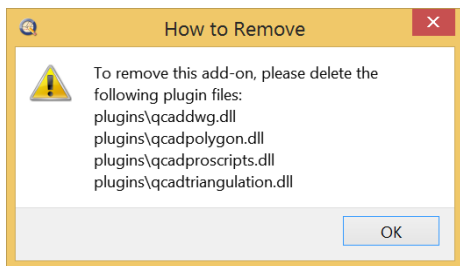 How to Remove
To remove this add-on, please delete the
following plugin files:
plugins\qcaddwg.dll
plugins\qcadpolygon.dll
plugins\qcadproscripts.dll
plugins\qcadtriangulation.dll
OK